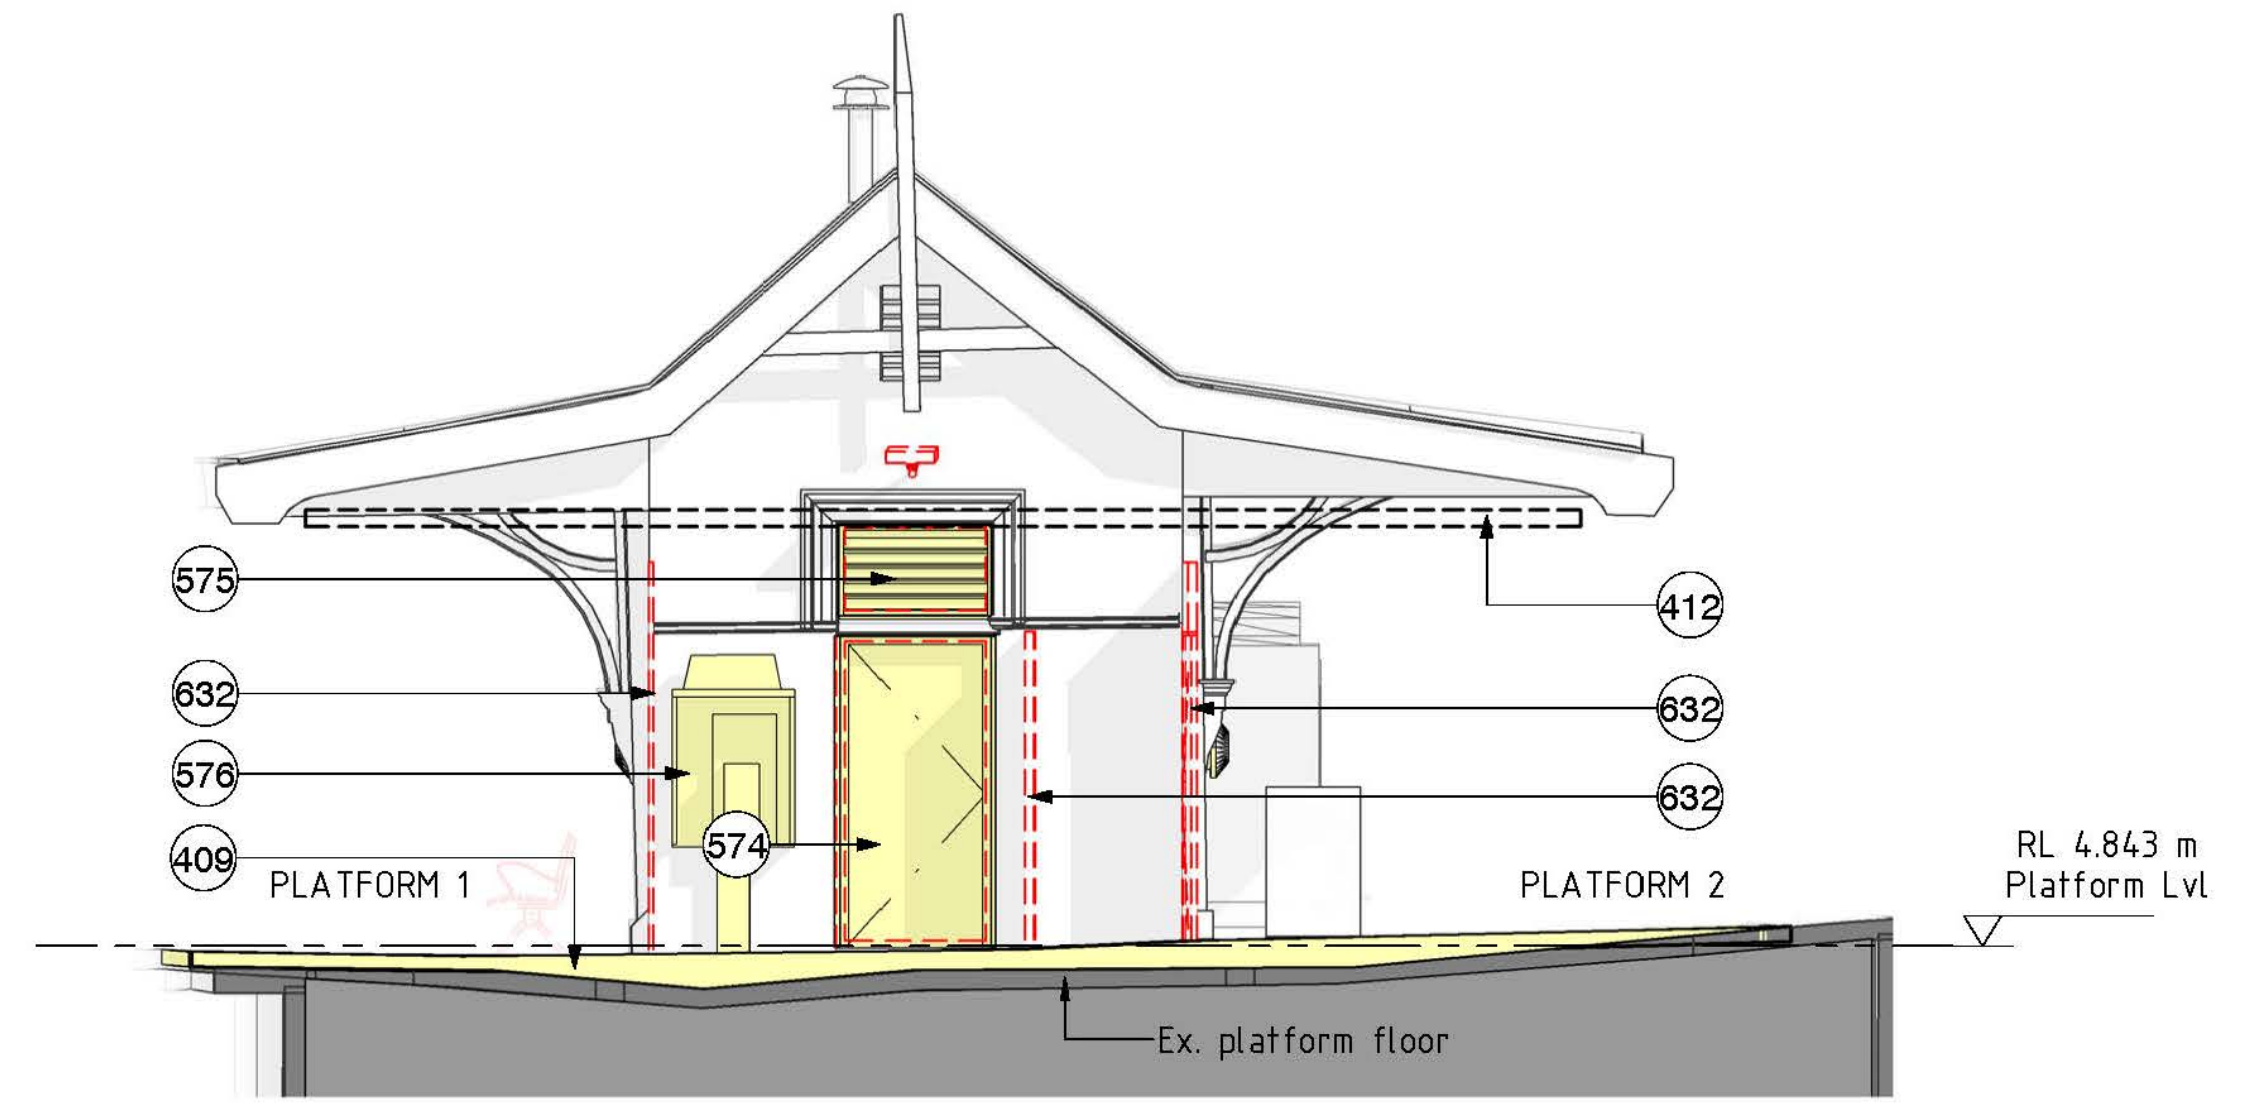 575
412
632
632
576
632
574
409
PLATFORM 1
PLATFORM 2
RL 4.843 m
Platform Lvl
Ex. platform floor